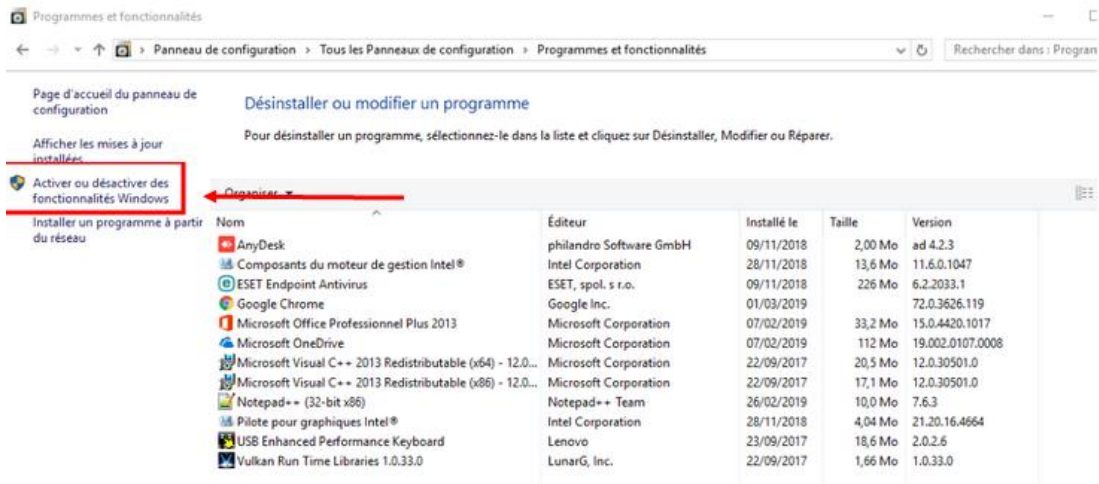 Programmes et fonctionnalités
Panneau de configuration > Tous les Panneaux de configuration > Programmes et fonctionnalités
Rechercher dans : Program
Page d'accueil du panneau de
configuration
Afficher les mises à jour
installées
Activer ou désactiver des
fonctionnalités Windows
Installer un programme à partir
du réseau
Désinstaller ou modifier un programme
Pour désinstaller un programme, sélectionnez-le dans la liste et cliquez sur Désinstaller, Modifier ou Réparer.
Organiser
Nom Éditeur Installé le Taille Version
AnyDesk philandro Software GmbH 09/11/2018 2,00 Mo ad 4.2.3
Composants du moteur de gestion Intel® Intel Corporation 28/11/2018 13,6 Mo 11.6.0.1047
ESET Endpoint Antivirus ESET, spol. s r.o. 09/11/2018 226 Mo 6.2.2033.1
Google Chrome Google Inc. 01/03/2019 72.0.3626.119
Microsoft Office Professionnel Plus 2013 Microsoft Corporation 07/02/2019 33,2 Mo 15.0.4420.1017
Microsoft OneDrive Microsoft Corporation 07/02/2019 112 Mo 19.002.0107.0008
Microsoft Visual C++ 2013 Redistributable (x64) - 12.0... Microsoft Corporation 22/09/2017 20,5 Mo 12.0.30501.0
Microsoft Visual C++ 2013 Redistributable (x86) - 12.0... Microsoft Corporation 22/09/2017 17,1 Mo 12.0.30501.0
Notepad++ (32-bit x86) Notepad++ Team 26/02/2019 10,0 Mo 7.6.3
Pilote pour graphiques Intel® Intel Corporation 28/11/2018 4,04 Mo 21.20.16.4664
USB Enhanced Performance Keyboard Lenovo 23/09/2017 18,6 Mo 2.0.2.6
Vulkan Run Time Libraries 1.0.33.0 LunarG, Inc. 22/09/2017 1,66 Mo 1.0.33.0